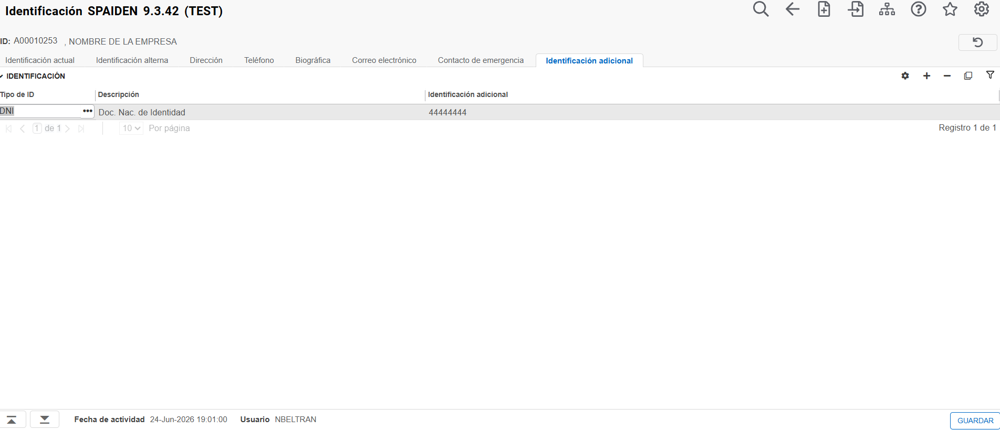 Identificación SPAIDEN 9.3.42 (TEST)
ID: A00010253 , NOMBRE DE LA EMPRESA
Identificación actual Identificación alterna Dirección Teléfono Biográfica Correo electrónico Contacto de emergencia Identificación adicional
IDENTIFICACIÓN
Tipo de ID Descripción Identificación adicional
DNI ••• Doc. Nac. de Identidad 44444444
1 de 1 10 Por página Registro 1 de 1
Fecha de actividad 24-Jun-2026 19:01:00 Usuario NBELTRAN GUARDAR